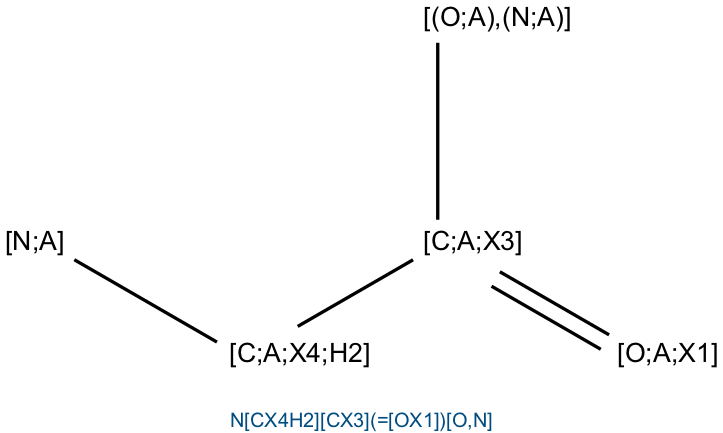 [(O;A),(N;A)]
[N;A]
[C;A;X3]
[C;A;X4;H2]
[O;A;X1]
N[CX4H2][CX3](=[OX1])[O,N]